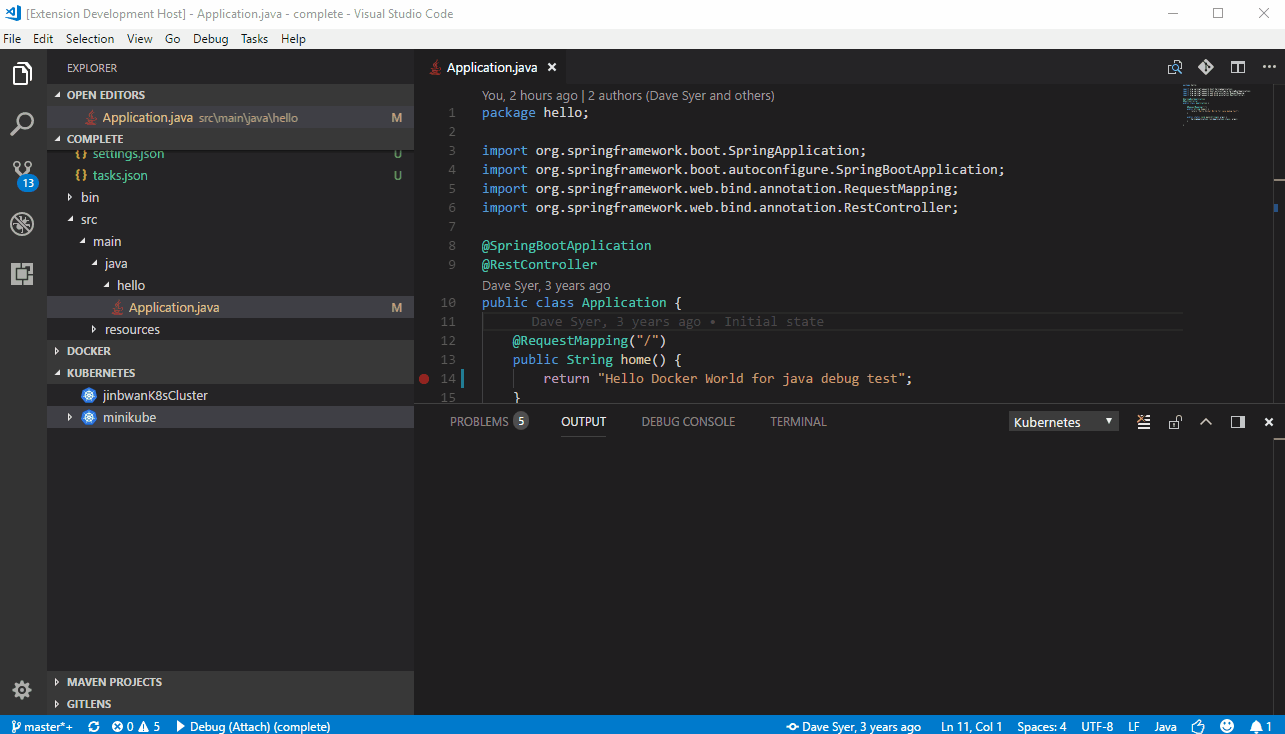 [Extension Development Host] - Application.java - complete - Visual Studio Code
File Edit Selection View Go Debug Tasks Help
EXPLORER
OPEN EDITORS
Application.java src\main\java\hello M
COMPLETE
{} settings.json U
{} tasks.json U
bin
src
main
java
hello
Application.java M
resources
DOCKER
KUBERNETES
jinbwanK8sCluster
minikube
MAVEN PROJECTS
GITLENS
13
Application.java
You, 2 hours ago | 2 authors (Dave Syer and others)
1 package hello;
2
3 import org.springframework.boot.SpringApplication;
4 import org.springframework.boot.autoconfigure.SpringBootApplication;
5 import org.springframework.web.bind.annotation.RequestMapping;
6 import org.springframework.web.bind.annotation.RestController;
7
8 @SpringBootApplication
9 @RestController
Dave Syer, 3 years ago
10 public class Application {
11 Dave Syer, 3 years ago • Initial state
12 @RequestMapping("/")
13 public String home() {
14 return "Hello Docker World for java debug test";
15 }
PROBLEMS 5 OUTPUT DEBUG CONSOLE TERMINAL Kubernetes
master*+ 0 5 Debug (Attach) (complete) Dave Syer, 3 years ago Ln 11, Col 1 Spaces: 4 UTF-8 LF Java 1